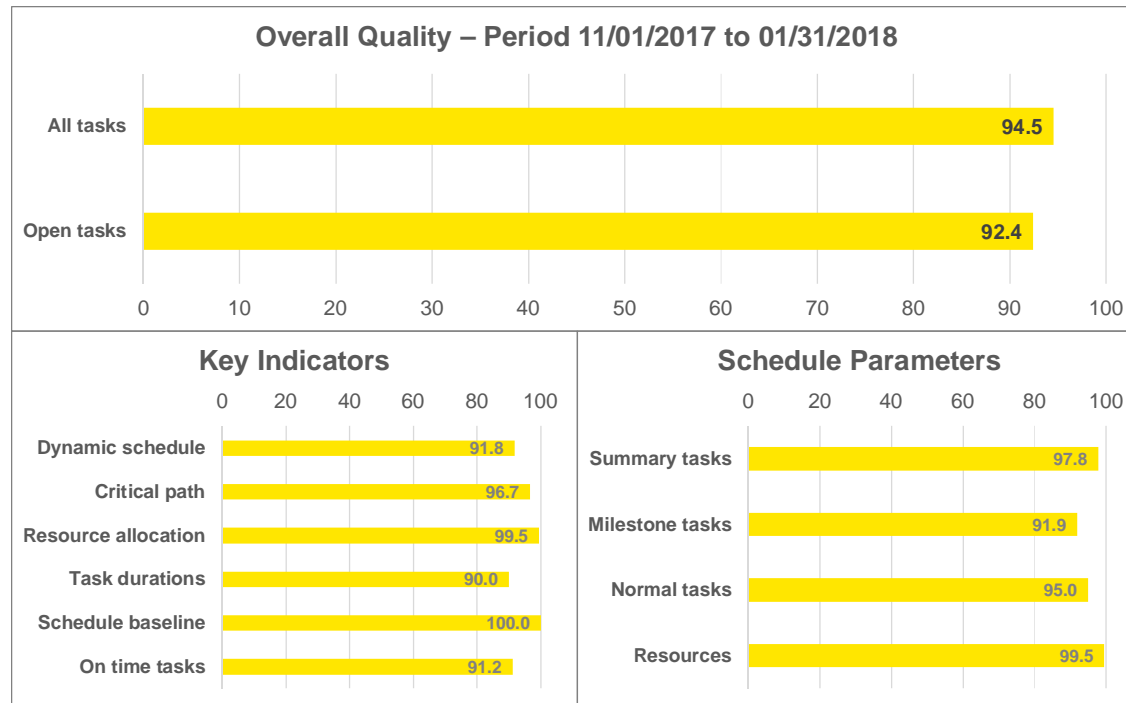 Overall Quality – Period 11/01/2017 to 01/31/2018
All tasks
94.5
Open tasks
92.4
0 10 20 30 40 50 60 70 80 90 100
Key Indicators
0 20 40 60 80 100
Dynamic schedule
91.8
Critical path
96.7
Resource allocation
99.5
Task durations
90.0
Schedule baseline
100.0
On time tasks
91.2
Schedule Parameters
0 20 40 60 80 100
Summary tasks
97.8
Milestone tasks
91.9
Normal tasks
95.0
Resources
99.5